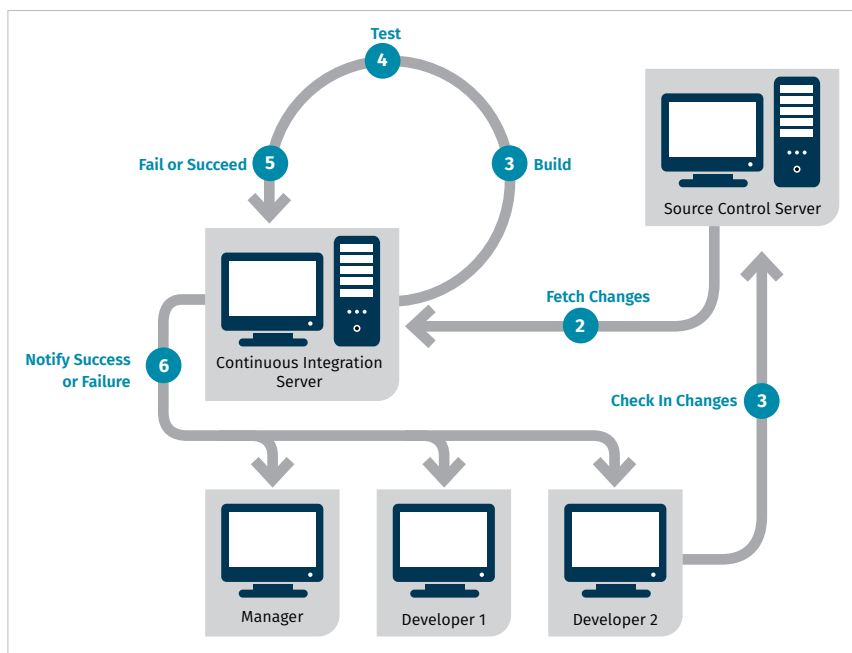 Test
4
Fail or Succeed
5
3
Build
Source Control Server
Fetch Changes
2
Continuous Integration
Server
Notify Success
or Failure
6
Check In Changes
3
Manager
Developer 1
Developer 2